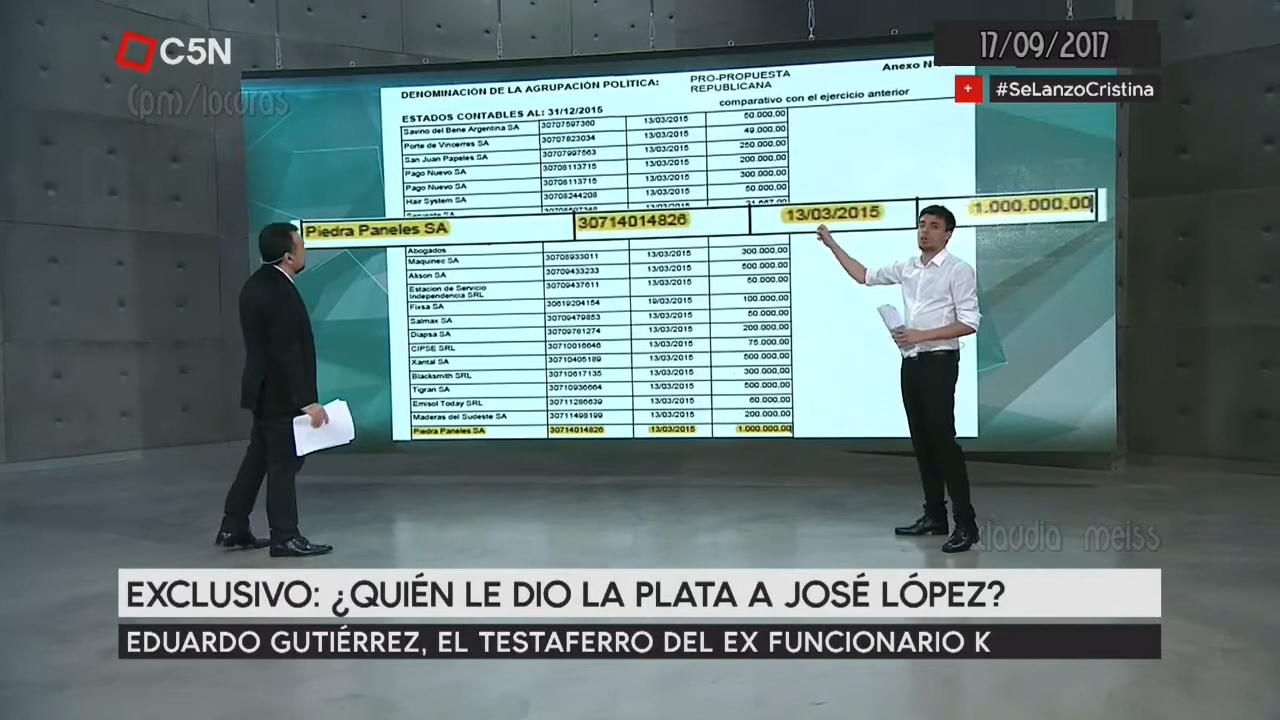 C5N
(pm/locuras
17/09/2017
#SeLanzoCristina
DENOMINACIÓN DE LA AGRUPACIÓN POLÍTICA: PRO-PROPUESTA REPUBLICANA
Anexo N
ESTADOS CONTABLES AL: 31/12/2015 comparativo con el ejercicio anterior
Savino del Bene Argentina SA 30707597360 13/03/2015 50.000,00
Porte de Vincerres SA 30707823034 13/03/2015 49.000,00
San Juan Papeles SA 30707997563 13/03/2015 250.000,00
Pago Nuevo SA 30708113715 13/03/2015 200.000,00
Pago Nuevo SA 30708113715 13/03/2015 300.000,00
Hair System SA 30708244208 13/03/2015 50.000,00
Piedra Paneles SA 30714014826 13/03/2015 1.000.000,00
Abogados
Maquinec SA 30708933011 13/03/2015 300.000,00
Akson SA 30709433233 13/03/2015 500.000,00
Estacion de Servicio Independencia SRL 30709437611 13/03/2015 50.000,00
Fixsa SA 30619204154 19/03/2015 100.000,00
Salmax SA 30709479853 13/03/2015 50.000,00
Diapsa SA 30709781274 13/03/2015 200.000,00
CIPSE SRL 30710016646 13/03/2015 75.000,00
Xantal SA 30710405189 13/03/2015 500.000,00
Blacksmith SRL 30710617135 13/03/2015 300.000,00
Tigran SA 30710936664 13/03/2015 500.000,00
Emisol Today SRL 30711286639 13/03/2015 60.000,00
Maderas del Sudeste SA 30711498199 13/03/2015 200.000,00
Piedra Paneles SA 30714014826 13/03/2015 1.000.000,00
claudia meiss
EXCLUSIVO: ¿QUIÉN LE DIO LA PLATA A JOSÉ LÓPEZ?
EDUARDO GUTIÉRREZ, EL TESTAFERRO DEL EX FUNCIONARIO K